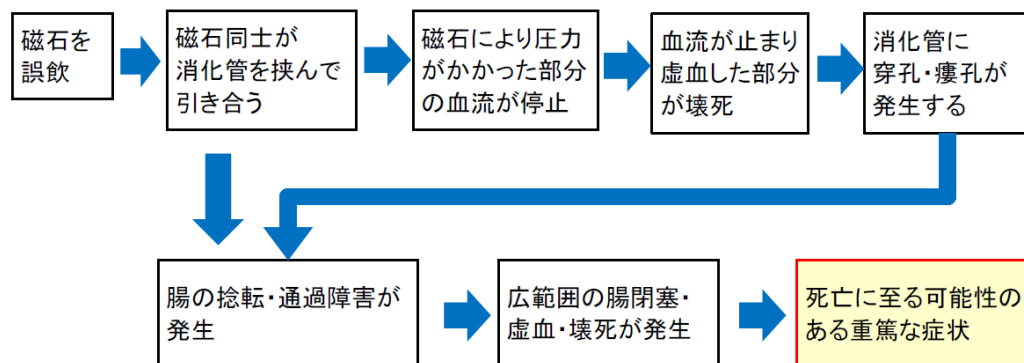 磁石を
誤飲
磁石同士が
消化管を挟んで
引き合う
磁石により圧力
がかかった部分
の血流が停止
血流が止まり
虚血した部分
が壊死
消化管に
穿孔・瘻孔が
発生する
腸の捻転・通過障害が
発生
広範囲の腸閉塞・
虚血・壊死が発生
死亡に至る可能性の
ある重篤な症状